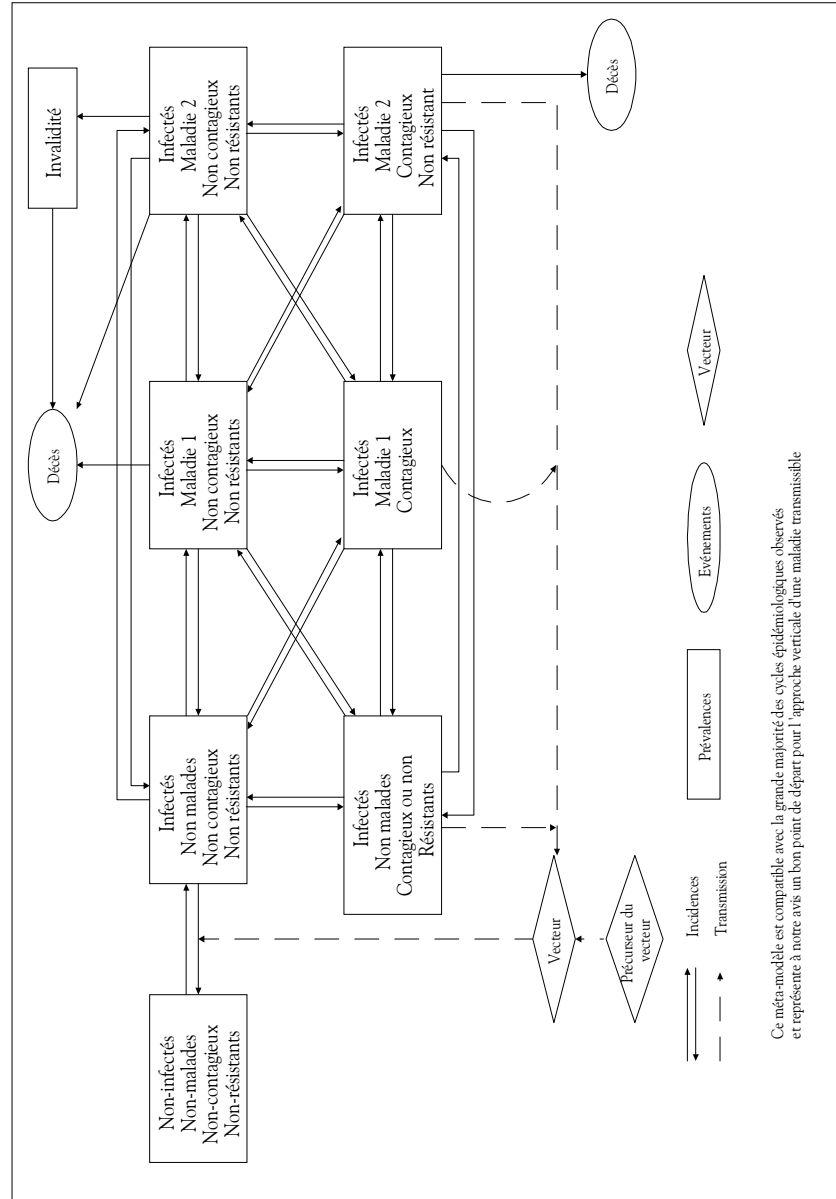 Invalidité
Décès
Non-infectés
Non-malades
Non-contagieux
Non-résistants
Infectés
Non malades
Non contagieux
Non résistants
Infectés
Maladie 1
Non contagieux
Non résistants
Infectés
Maladie 2
Non contagieux
Non résistants
Infectés
Non malades
Contagieux ou non
Résistants
Infectés
Maladie 1
Contagieux
Infectés
Maladie 2
Contagieux
Non résistant
Vecteur
Précurseur du
vecteur
Décès
Incidences
Transmission
Prévalences
Evénements
Vecteur
Ce méta-modèle est compatible avec la grande majorité des cycles épidémiologiques observés
et représente à notre avis un bon point de départ pour l'approche verticale d'une maladie transmissible